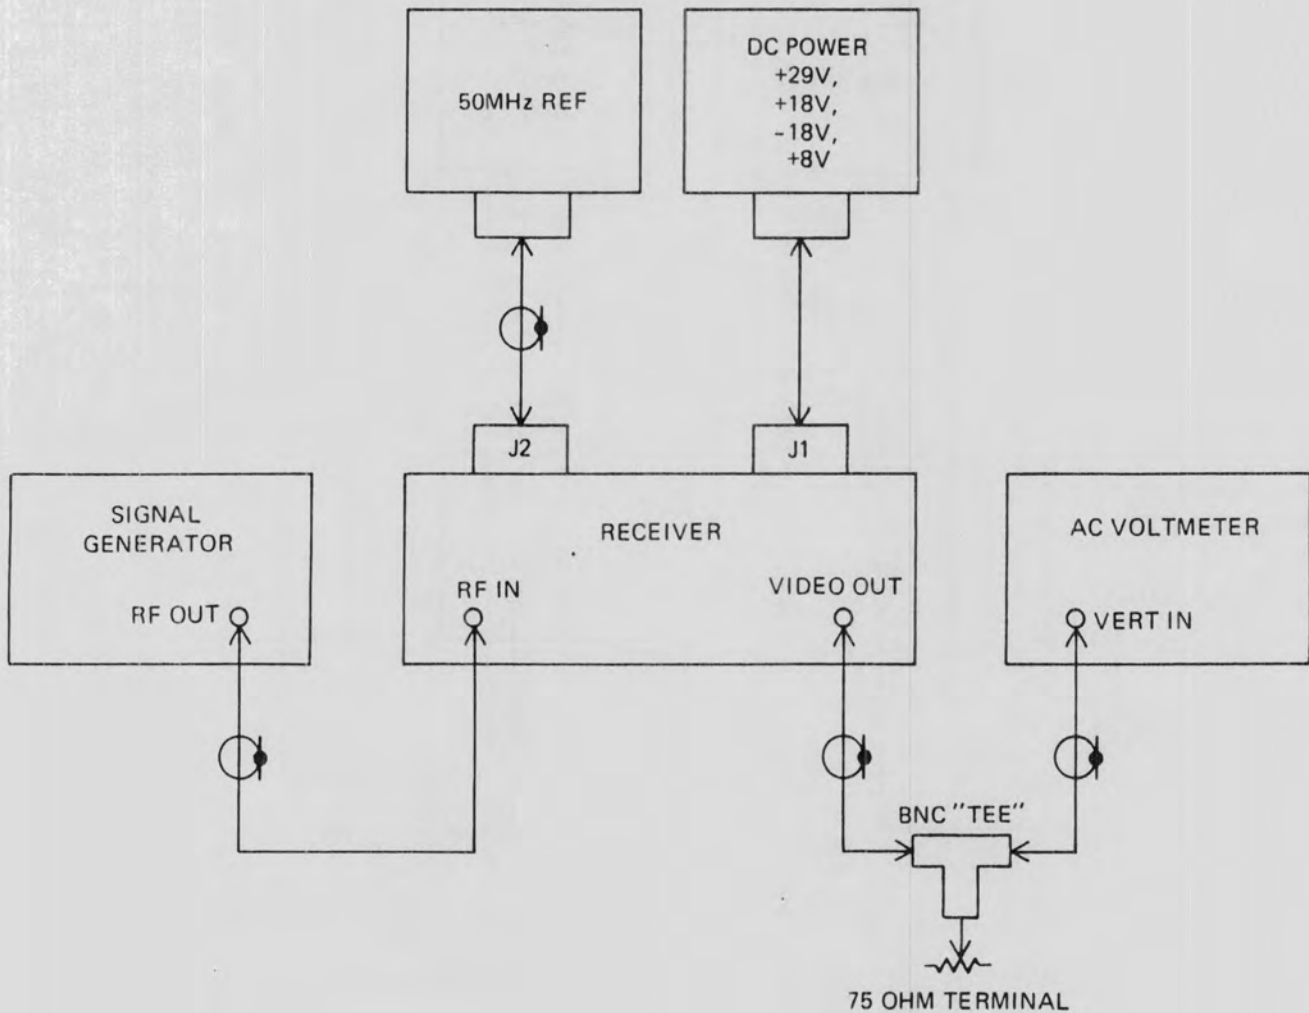 50MHz REF
DC POWER
+29V,
+18V,
-18V,
+8V
J2
J1
SIGNAL
GENERATOR
RF OUT
RECEIVER
RF IN
VIDEO OUT
AC VOLTMETER
VERT IN
BNC "TEE"
75 OHM TERMINAL